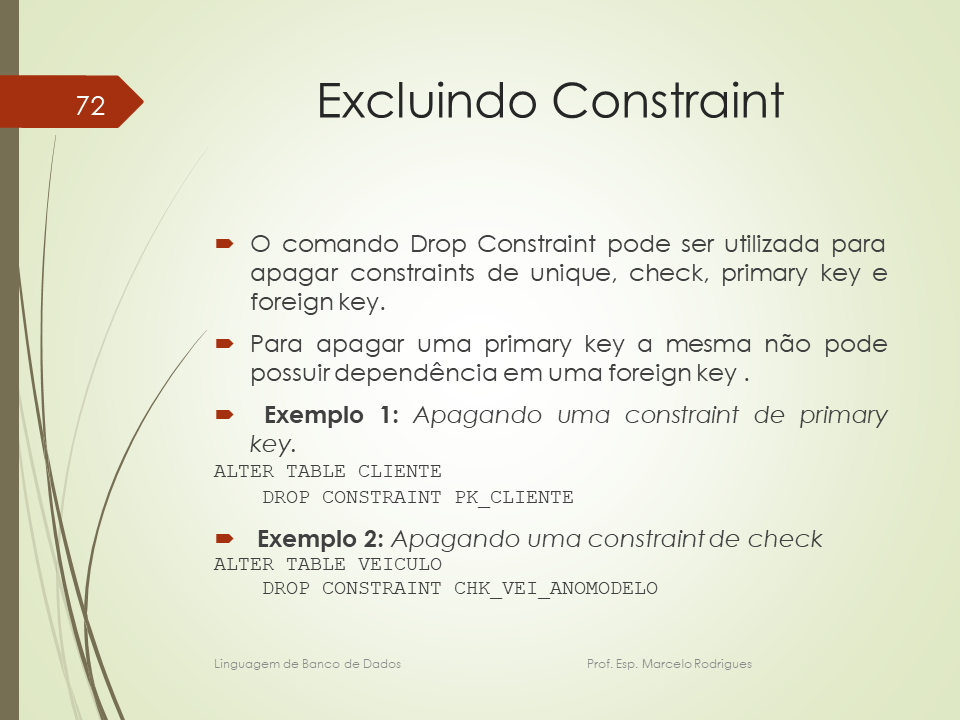 72
Excluindo Constraint
O comando Drop Constraint pode ser utilizada para
apagar constraints de unique, check, primary key e
foreign key.
Para apagar uma primary key a mesma não pode
possuir dependência em uma foreign key .
Exemplo 1: Apagando uma constraint de primary
key.
ALTER TABLE CLIENTE
DROP CONSTRAINT PK_CLIENTE
Exemplo 2: Apagando uma constraint de check
ALTER TABLE VEICULO
DROP CONSTRAINT CHK_VEI_ANOMODELO
Linguagem de Banco de Dados Prof. Esp. Marcelo Rodrigues